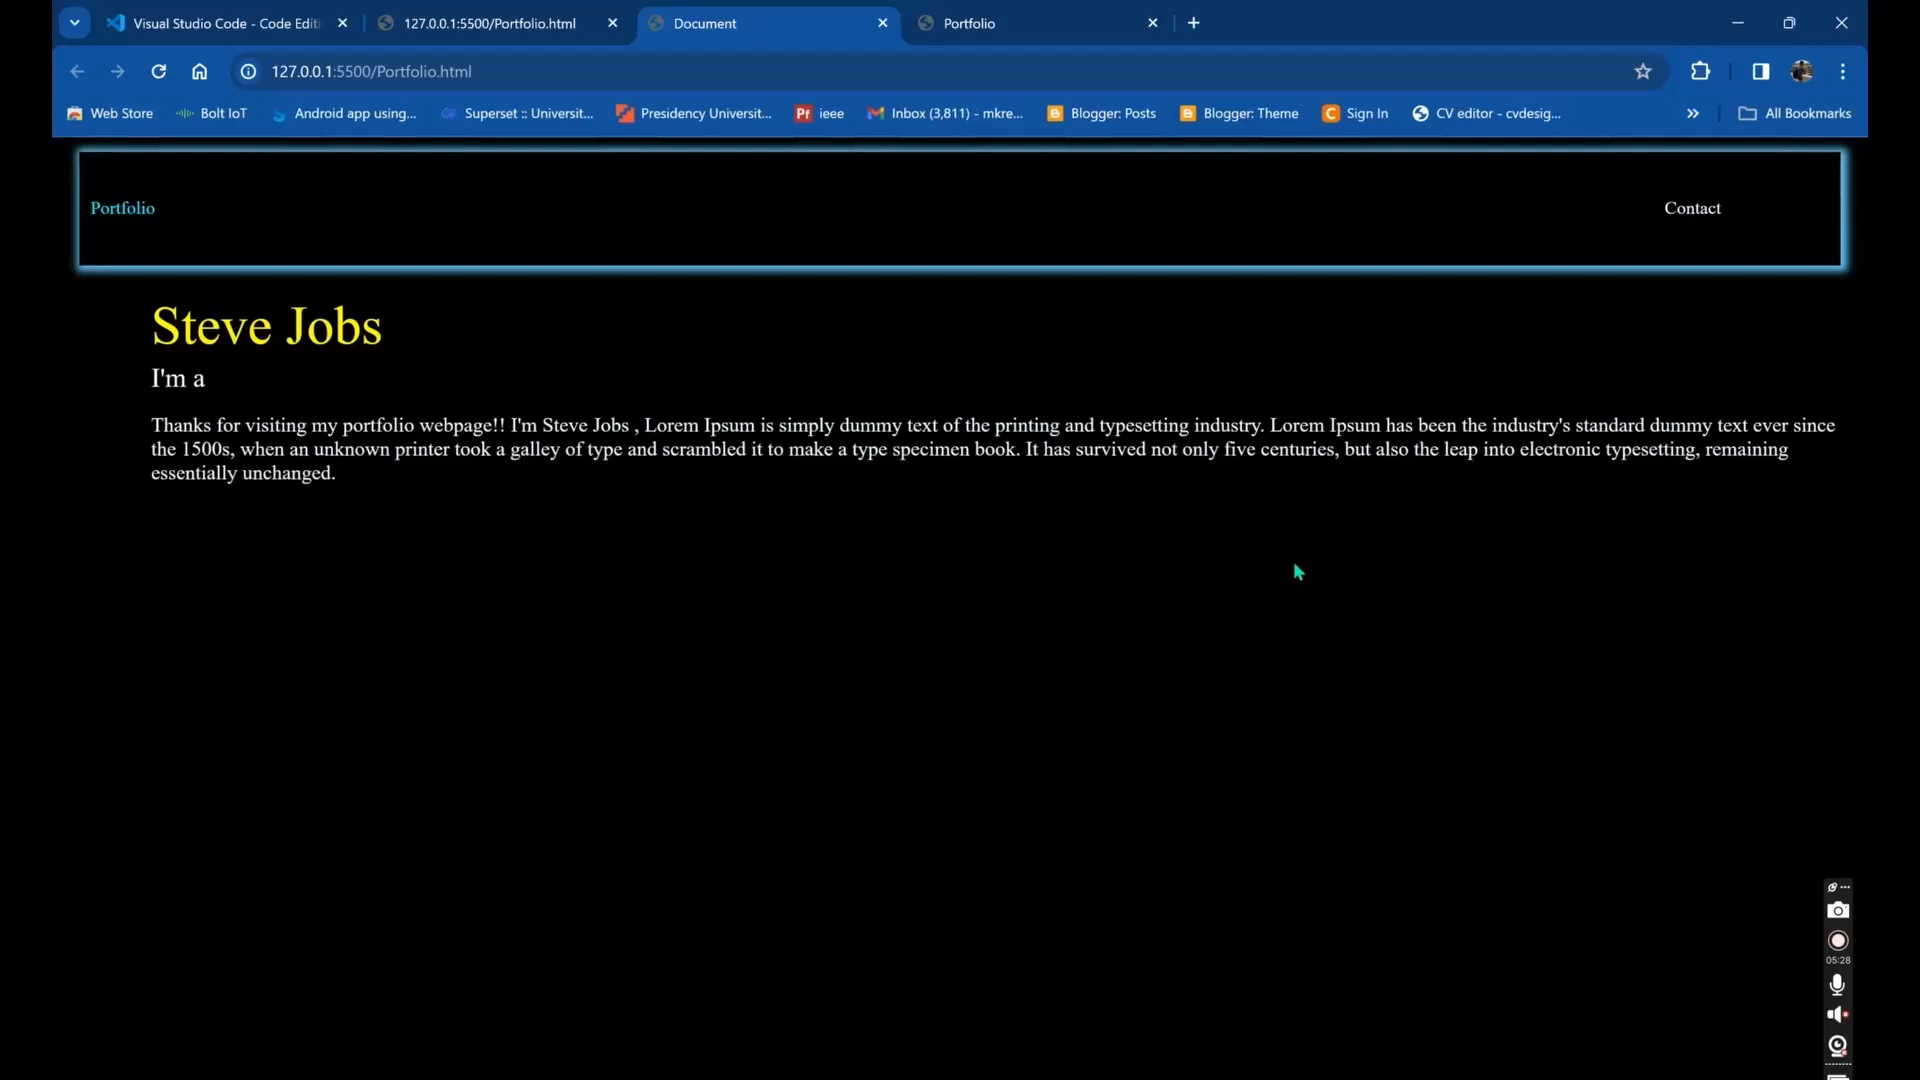 Visual Studio Code - Code Edit
127.0.0.1:5500/Portfolio.html
Document
Portfolio
127.0.0.1:5500/Portfolio.html
Web Store
Bolt IoT
Android app using...
Superset :: Universit...
Presidency Universit...
Pf ieee
Inbox (3,811) - mkre...
Blogger: Posts
Blogger: Theme
Sign In
CV editor - cvdesig...
All Bookmarks
Portfolio
Contact
Steve Jobs
I'm a
Thanks for visiting my portfolio webpage!! I'm Steve Jobs , Lorem Ipsum is simply dummy text of the printing and typesetting industry. Lorem Ipsum has been the industry's standard dummy text ever since
the 1500s, when an unknown printer took a galley of type and scrambled it to make a type specimen book. It has survived not only five centuries, but also the leap into electronic typesetting, remaining
essentially unchanged.
05:28